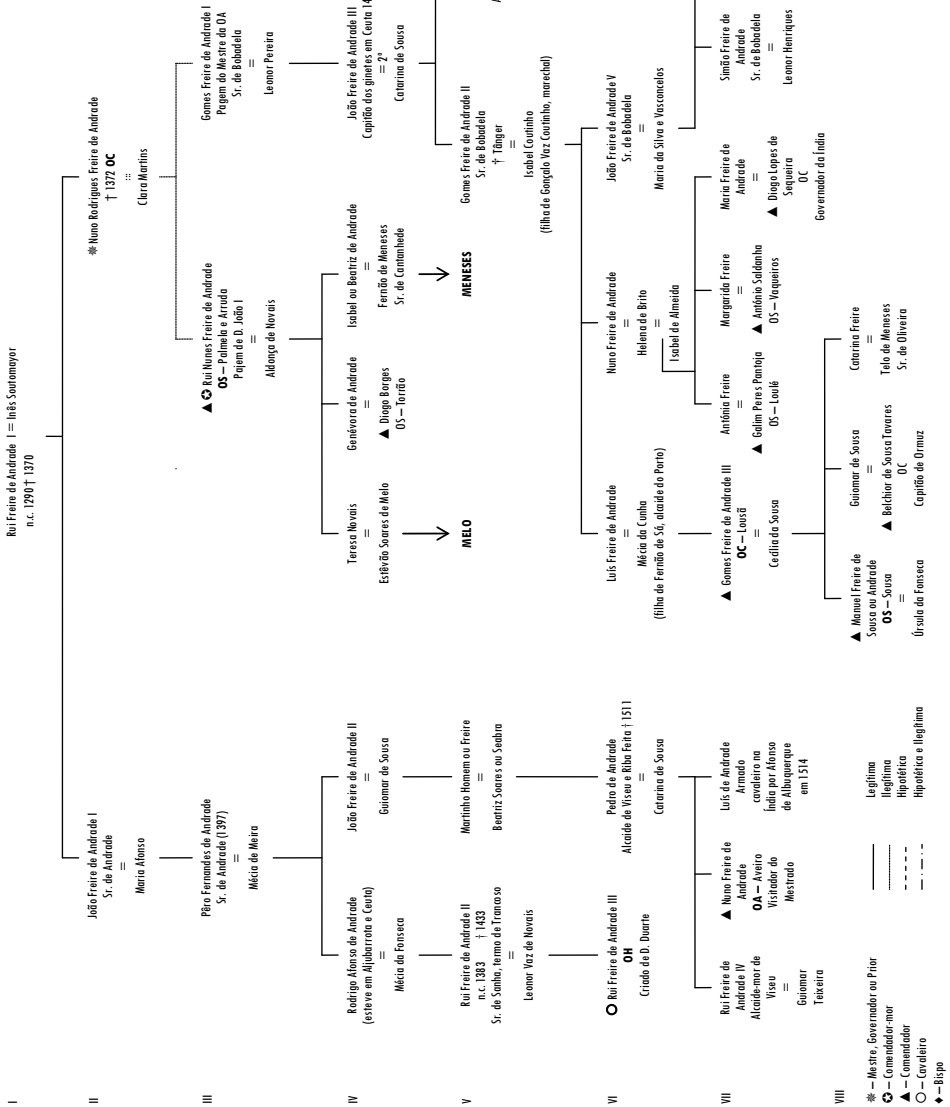 Rui Freire de Andrade I = Inês Soutomayor
n.c. 1290 † 1370
I
II
João Freire de Andrade I
Sr. de Andrade
=
Maria Afonso
❋ Nuno Rodrigues Freire de Andrade
† 1372 OC
::
Clara Martins
III
Pêro Fernandes de Andrade
Sr. de Andrade (1397)
=
Mécia de Meira
▲ ✪ Rui Nunes Freire de Andrade
OS – Palmela e Arruda
Pajem de D. João I
=
Aldonça de Novais
Gomes Freire de Andrade I
Pagem do Mestre da OA
Sr. de Bobadela
=
Leonor Pereira
IV
Rodrigo Afonso de Andrade
(esteve em Aljubarrota e Ceuta)
=
Mécia da Fonseca
João Freire de Andrade II
=
Guiomar de Sousa
Teresa Novais
=
Estêvão Soares de Melo
Genévora de Andrade
=
▲ Diogo Borges
OS – Torrão
Isabel ou Beatriz de Andrade
=
Fernão de Meneses
Sr. de Cantanhede
João Freire de Andrade III
Capitão dos ginetes em Ceuta 14
= 2ª
Catarina de Sousa
V
Rui Freire de Andrade II
n.c. 1383 † 1433
Sr. de Sanha, termo de Trancoso
=
Leonor Vaz de Novais
Martinho Homem ou Freire
=
Beatriz Soares ou Seabra
MELO
MENESES
Gomes Freire de Andrade II
Sr. de Bobadela
† Tânger
=
Isabel Coutinho
(filha de Gonçalo Vaz Coutinho, marechal)
VI
○ Rui Freire de Andrade III
OH
Criado de D. Duarte
Pedro de Andrade
Alcaide de Viseu e Riba Feita † 1511
=
Catarina de Sousa
Luís Freire de Andrade
=
Mécia da Cunha
(filha de Fernão de Sá, alcaide do Porto)
Nuno Freire de Andrade
=
Helena de Brito
=
Isabel de Almeida
João Freire de Andrade V
Sr. de Bobadela
=
Maria da Silva e Vasconcelos
VII
Rui Freire de
Andrade IV
Alcaide-mor de
Viseu
=
Guiomar
Teixeira
▲ Nuno Freire de
Andrade
OA – Aveiro
Visitador do
Mestrado
Luís de Andrade
Armado
cavaleiro na
Índia por Afonso
de Albuquerque
em 1514
▲ Gomes Freire de Andrade III
OC – Lousã
=
Cecília da Sousa
Antónia Freire
=
▲ Galim Peres Pantoja
OS – Loulé
Margarida Freire
=
▲ António Saldanha
OS – Vaqueiros
Maria Freire de
Andrade
=
▲ Diogo Lopes de
Sequeira
OC
Governador da Índia
Simão Freire de
Andrade
Sr. de Bobadela
=
Leonor Henriques
VIII
▲ Manuel Freire de
Sousa ou Andrade
OS – Sousa
=
Úrsula da Fonseca
Guiomar de Sousa
=
▲ Belchior de Sousa Tavares
OC
Capitão de Ormuz
Catarina Freire
=
Telo de Meneses
Sr. de Oliveira
❋ – Mestre, Governador ou Prior
✪ – Comendador-mor
▲ – Comendador
○ – Cavaleiro
♦ – Bispo
Legítima
Ilegítima
Hipotética
Hipotética e Ilegítima